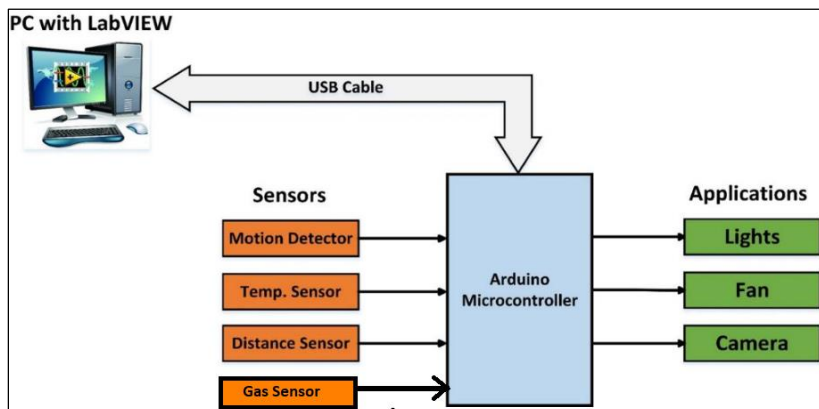 PC with LabVIEW
USB Cable
Sensors
Applications
Motion Detector
Temp. Sensor
Distance Sensor
Gas Sensor
Arduino
Microcontroller
Lights
Fan
Camera